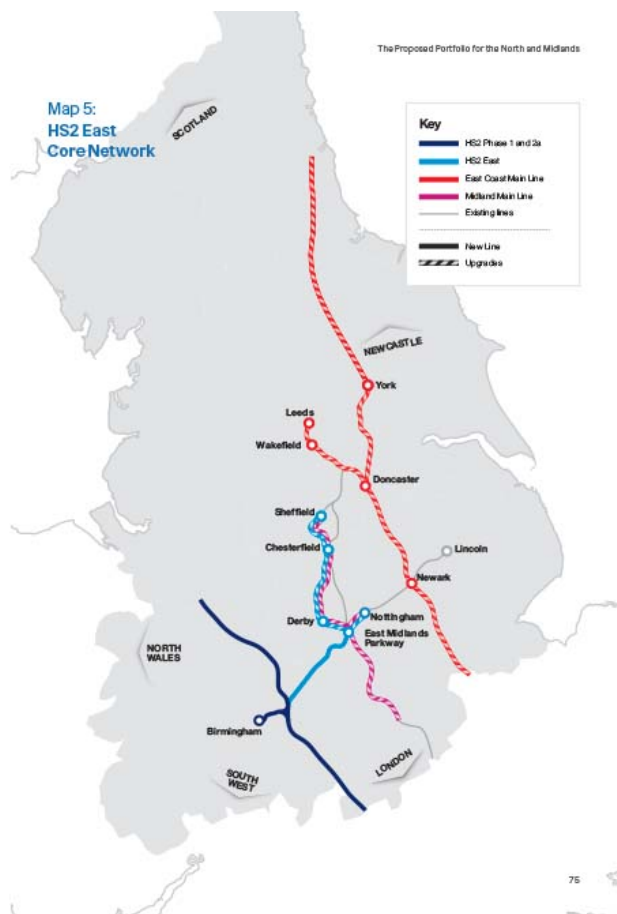 The Proposed Portfolio for the North and Midlands
Map 5:
HS2 East
Core Network
SCOTLAND
Key
HS2 Phase 1 and 2a
HS2 East
East Coast Main Line
Midland Main Line
Existing lines
New Line
Upgrades
NEWCASTLE
York
Leeds
Wakefield
Doncaster
Sheffield
Chesterfield
Lincoln
Newark
Nottingham
Derby
East Midlands
Parkway
NORTH
WALES
Birmingham
SOUTH
WEST
LONDON
75